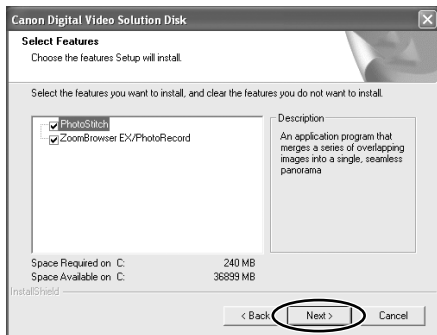 Canon Digital Video Solution Disk
Select Features
Choose the features Setup will install.
Select the features you want to install, and clear the features you do not want to install.
PhotoStitch
ZoomBrowser EX/PhotoRecord
Description
An application program that
merges a series of overlapping
images into a single, seamless
panorama
Space Required on C: 240 MB
Space Available on C: 36899 MB
InstallShield
< Back
Next >
Cancel